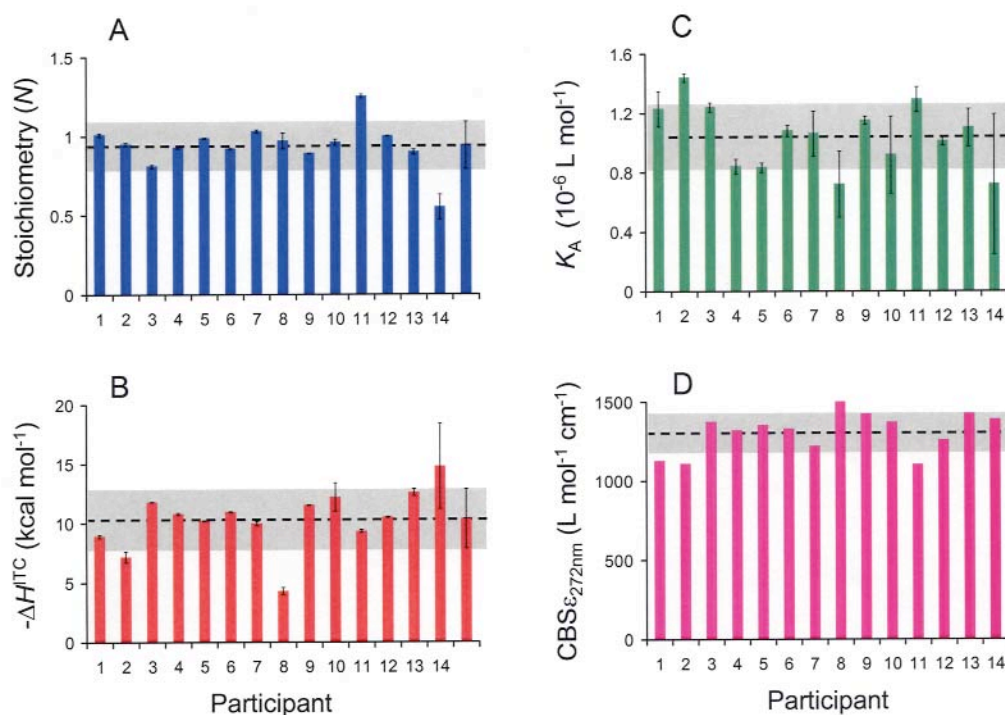 A
Stoichiometry (N)
1.5
1
0.5
0
1 2 3 4 5 6 7 8 9 10 11 12 13 14
B
-ΔH^ITC (kcal mol⁻¹)
20
15
10
5
0
1 2 3 4 5 6 7 8 9 10 11 12 13 14
Participant
C
K_A (10⁻⁶ L mol⁻¹)
1.6
1.2
0.8
0.4
0
1 2 3 4 5 6 7 8 9 10 11 12 13 14
D
CBSε₂₇₂nm (L mol⁻¹ cm⁻¹)
1500
1000
500
0
1 2 3 4 5 6 7 8 9 10 11 12 13 14
Participant